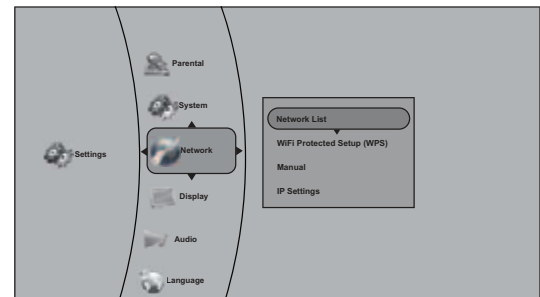 Parental
System
Settings
Network
Display
Audio
Language
Network List
WiFi Protected Setup (WPS)
Manual
IP Settings